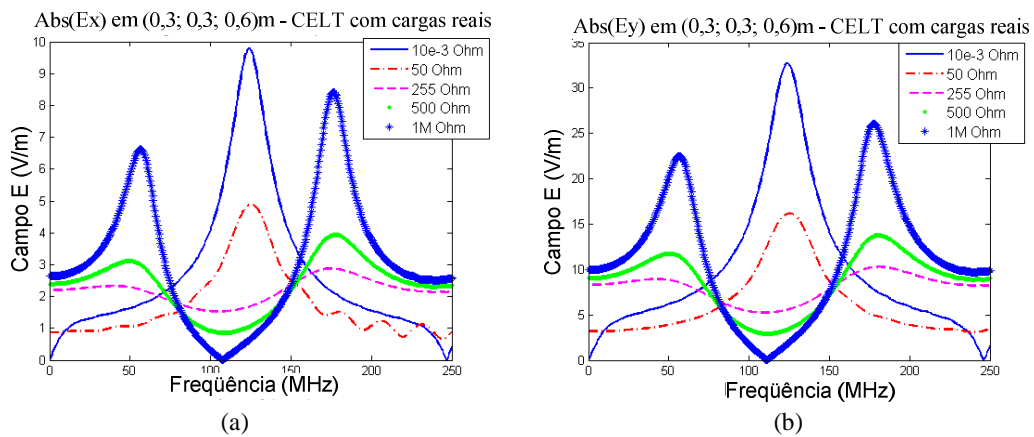 Abs(Ex) em (0,3; 0,3; 0,6)m - CELT com cargas reais
10
9
8
7
6
5
4
3
2
1
0
Campo E (V/m)
10e-3 Ohm
50 Ohm
255 Ohm
500 Ohm
1M Ohm
0
50
100
150
200
250
Freqüência (MHz)
(a)
Abs(Ey) em (0,3; 0,3; 0,6)m - CELT com cargas reais
35
30
25
20
15
10
5
0
Campo E (V/m)
10e-3 Ohm
50 Ohm
255 Ohm
500 Ohm
1M Ohm
0
50
100
150
200
250
Freqüência (MHz)
(b)